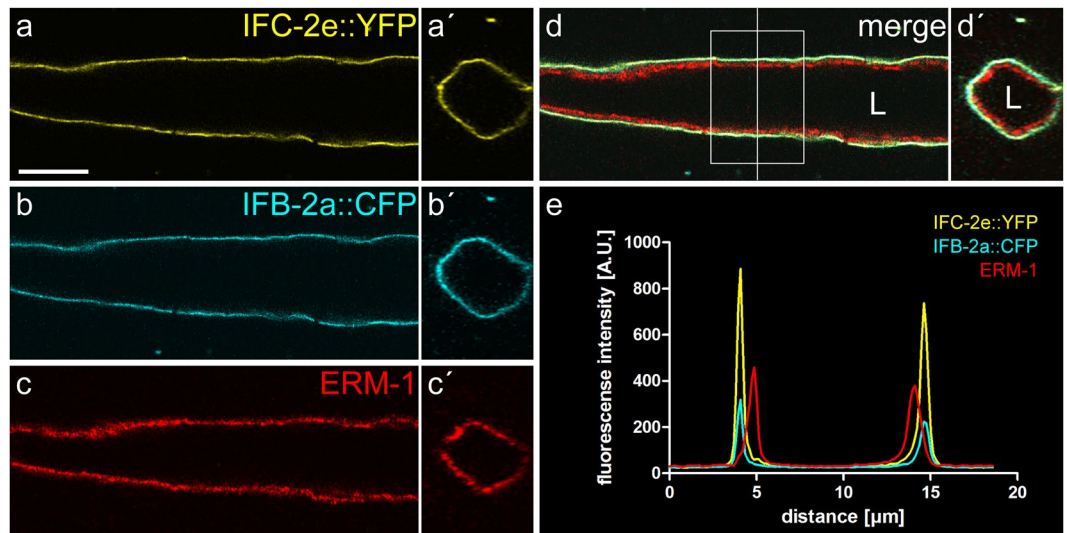 a IFC-2e::YFP a´
b IFB-2a::CFP b´
c ERM-1 c´
d merge d´
L L
e
IFC-2e::YFP
IFB-2a::CFP
ERM-1
fluorescense intensity [A.U.]
1000
800
600
400
200
0
0 5 10 15 20
distance [µm]